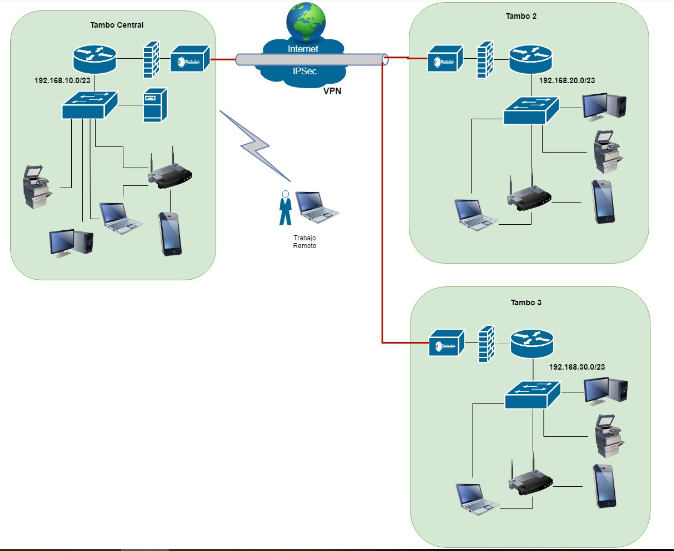 Tambo Central
192.168.10.0/23
Internet
IPSec
VPN
Trabajo
Remoto
Tambo 2
192.168.20.0/23
Tambo 3
192.168.30.0/23